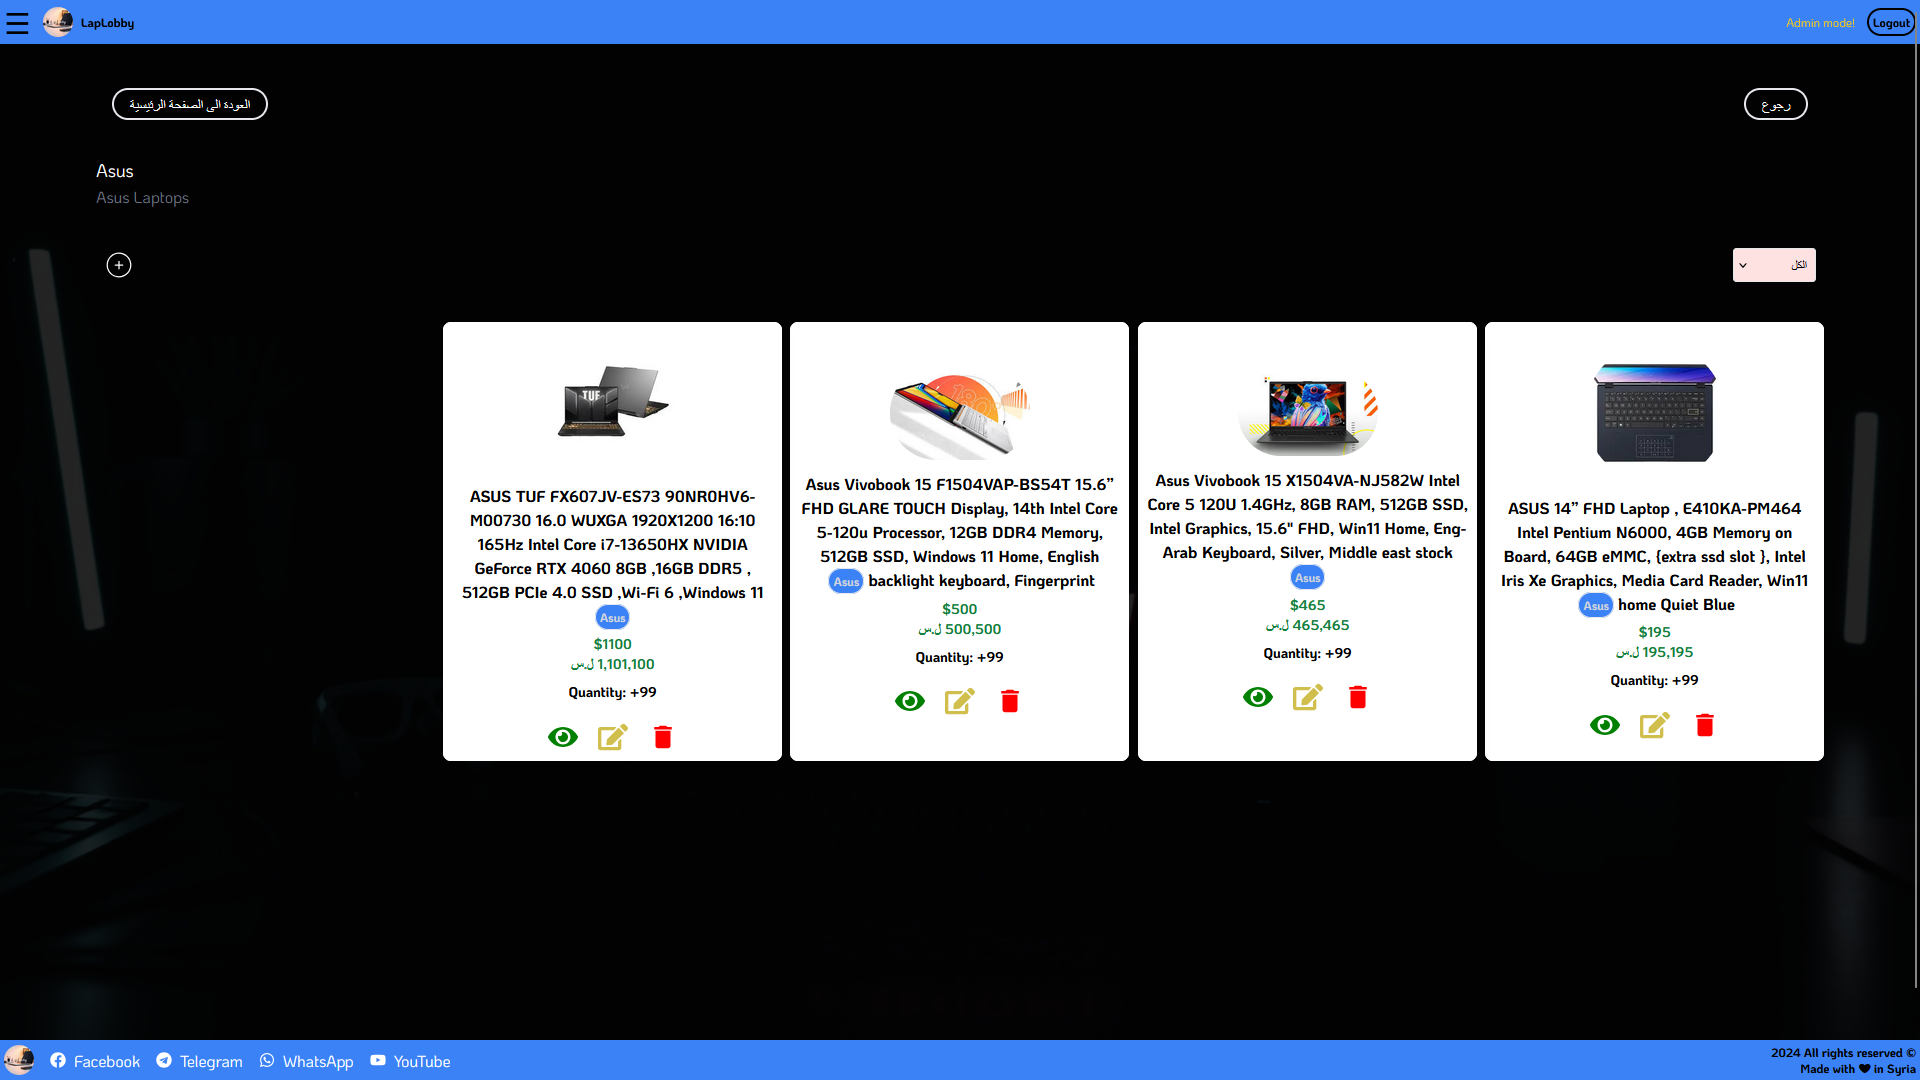 LapLobby
Admin mode!
Logout
العودة الى الصفحة الرئيسية
رجوع
Asus
Asus Laptops
الكل
ASUS TUF FX607JV-ES73 90NR0HV6-
M00730 16.0 WUXGA 1920X1200 16:10
165Hz Intel Core i7-13650HX NVIDIA
GeForce RTX 4060 8GB ,16GB DDR5 ,
512GB PCIe 4.0 SSD ,Wi-Fi 6 ,Windows 11
Asus
$1100
1,101,100 ل.س
Quantity: +99
Asus Vivobook 15 F1504VAP-BS54T 15.6”
FHD GLARE TOUCH Display, 14th Intel Core
5-120u Processor, 12GB DDR4 Memory,
512GB SSD, Windows 11 Home, English
Asus backlight keyboard, Fingerprint
$500
500,500 ل.س
Quantity: +99
Asus Vivobook 15 X1504VA-NJ582W Intel
Core 5 120U 1.4GHz, 8GB RAM, 512GB SSD,
Intel Graphics, 15.6" FHD, Win11 Home, Eng-
Arab Keyboard, Silver, Middle east stock
Asus
$465
465,465 ل.س
Quantity: +99
ASUS 14” FHD Laptop , E410KA-PM464
Intel Pentium N6000, 4GB Memory on
Board, 64GB eMMC, {extra ssd slot }, Intel
Iris Xe Graphics, Media Card Reader, Win11
Asus home Quiet Blue
$195
195,195 ل.س
Quantity: +99
TUF
180°
Facebook
Telegram
WhatsApp
YouTube
2024 All rights reserved ©
Made with ♥ in Syria